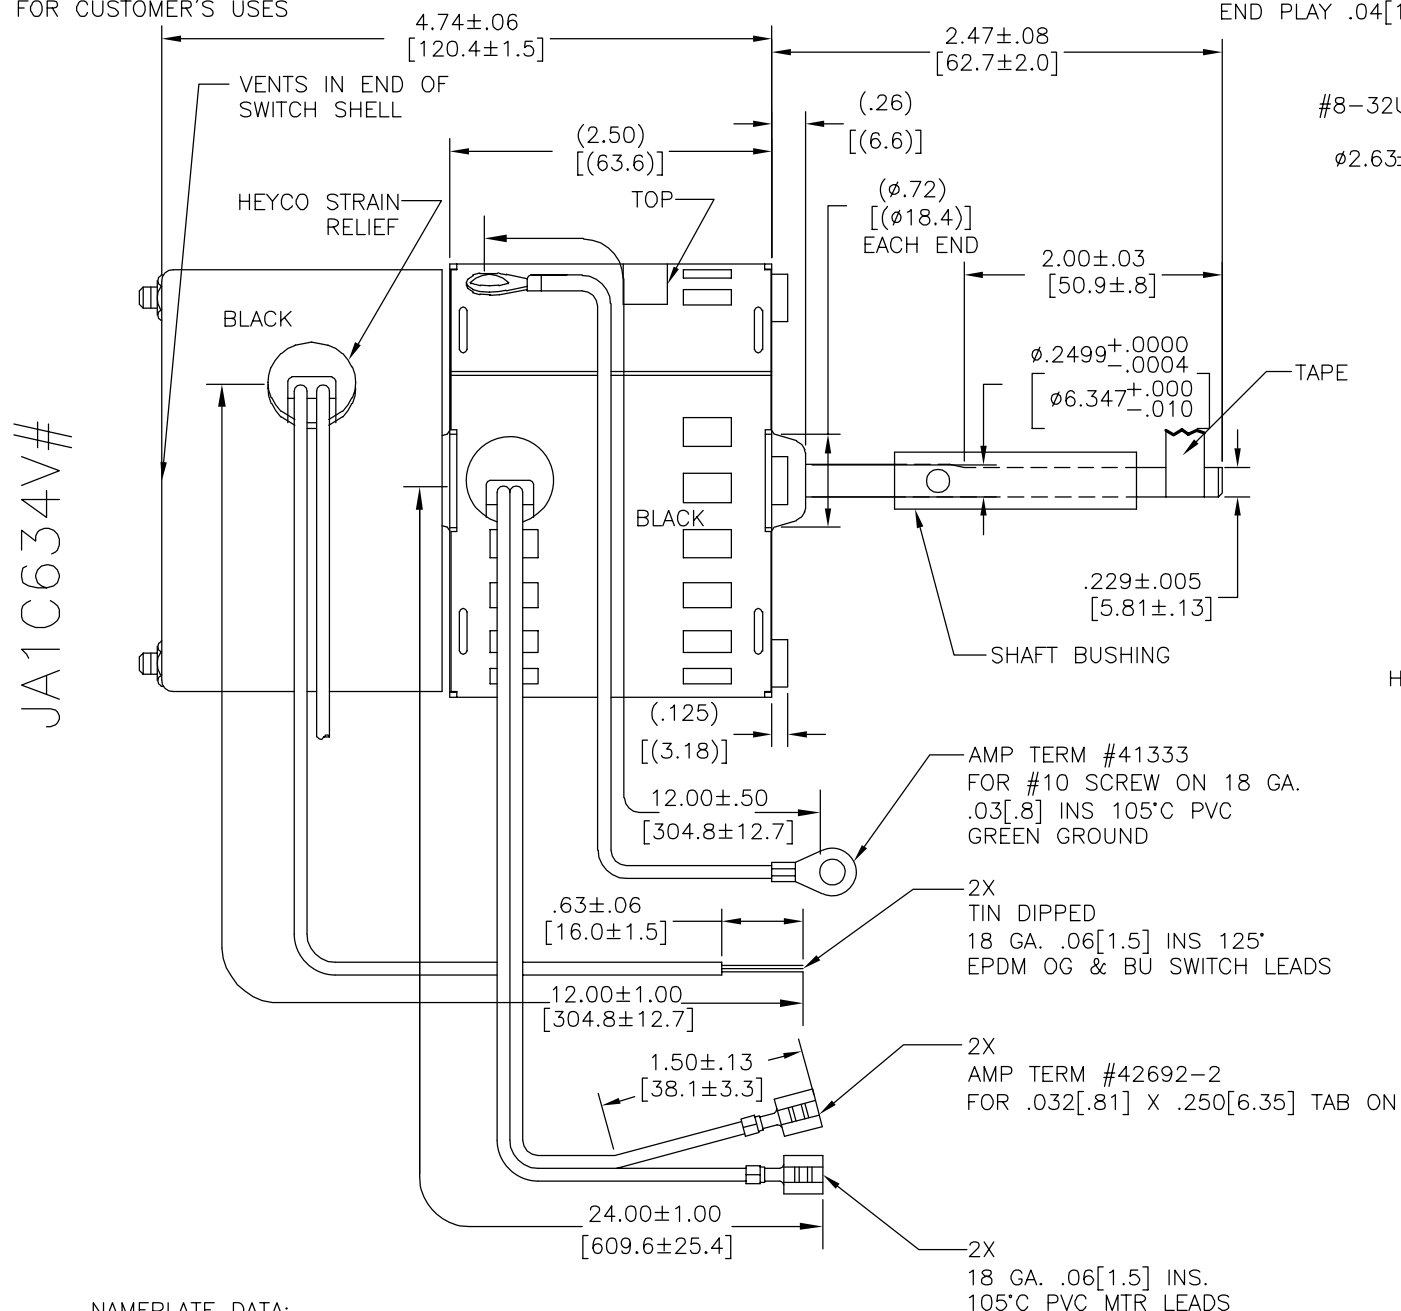 FOR CUSTOMER'S USES
END PLAY .04[1
4.74±.06
[120.4±1.5]
2.47±.08
[62.7±2.0]
VENTS IN END OF
SWITCH SHELL
(.26)
[(6.6)]
#8-32U
(2.50)
[(63.6)]
ø2.63±
HEYCO STRAIN
RELIEF
TOP
(ø.72)
[(ø18.4)]
EACH END
2.00±.03
[50.9±.8]
BLACK
ø.2499+.0000
-.0004
[ø6.347+.000
-.010]
TAPE
JA1C634V#
BLACK
.229±.005
[5.81±.13]
SHAFT BUSHING
H
(.125)
[(3.18)]
AMP TERM #41333
FOR #10 SCREW ON 18 GA.
.03[.8] INS 105°C PVC
GREEN GROUND
12.00±.50
[304.8±12.7]
.63±.06
[16.0±1.5]
2X
TIN DIPPED
18 GA. .06[1.5] INS 125°
EPDM OG & BU SWITCH LEADS
12.00±1.00
[304.8±12.7]
1.50±.13
[38.1±3.3]
2X
AMP TERM #42692-2
FOR .032[.81] X .250[6.35] TAB ON
24.00±1.00
[609.6±25.4]
2X
18 GA. .06[1.5] INS.
105°C PVC MTR LEADS
NAMEPLATE DATA: